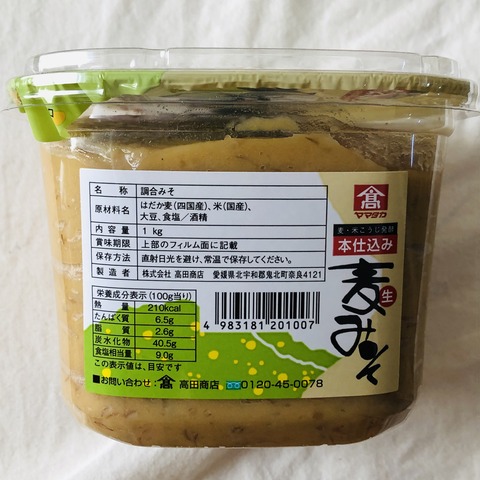 名称 調合みそ
原材料名 はだか麦(四国産)、米(国産)、
大豆、食塩／酒精
内容量 1kg
賞味期限 上部のフィルム面に記載
保存方法 直射日光を避け、常温で保存してください。
製造者 株式会社 高田商店 愛媛県北宇和郡鬼北町奈良4121
栄養成分表示(100g当り)
熱量 210kcal
たんぱく質 6.5g
脂質 2.6g
炭水化物 40.5g
食塩相当量 9.0g
この表示値は、目安です
■お問い合わせ: 髙 高田商店 0120-45-0078
4 983181 201007
髙
ママタカ
麦・米こうじ発酵
本仕込み
生
麦みそ